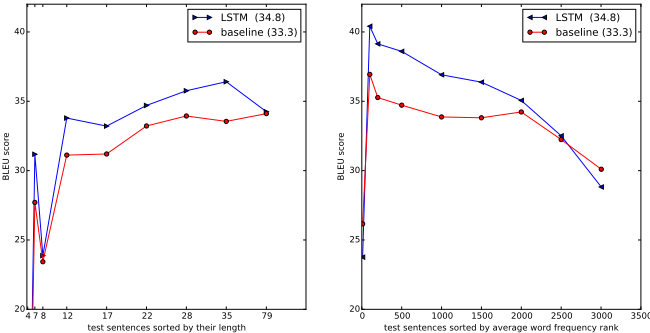 LSTM (34.8)
baseline (33.3)
40
35
30
25
20
BLEU score
4 7 8 12 17 22 28 35 79
test sentences sorted by their length
LSTM (34.8)
baseline (33.3)
40
35
30
25
20
BLEU score
0 500 1000 1500 2000 2500 3000 3500
test sentences sorted by average word frequency rank